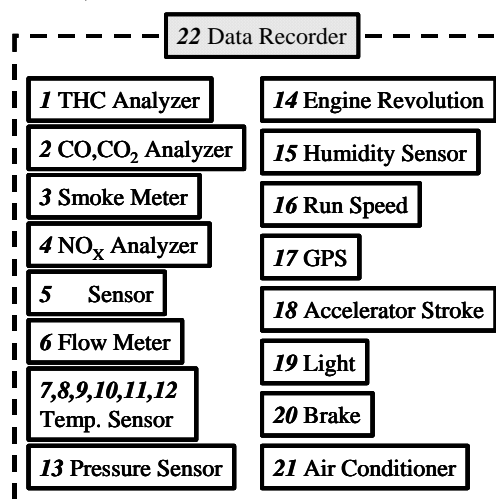 22 Data Recorder
1 THC Analyzer
2 CO,CO₂ Analyzer
3 Smoke Meter
4 NOX Analyzer
5 Sensor
6 Flow Meter
7,8,9,10,11,12
Temp. Sensor
13 Pressure Sensor
14 Engine Revolution
15 Humidity Sensor
16 Run Speed
17 GPS
18 Accelerator Stroke
19 Light
20 Brake
21 Air Conditioner